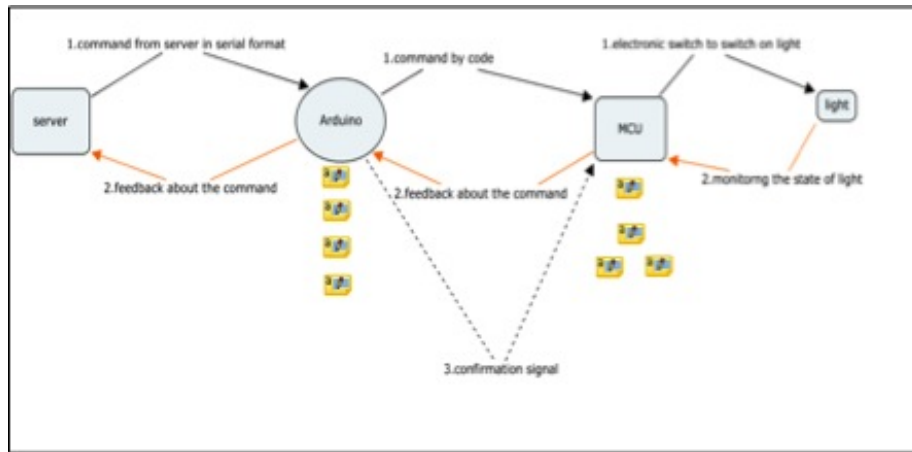 1.command from server in serial format
1.electronic switch to switch on light
1.command by code
server
Arduino
MCU
light
2.feedback about the command
2.feedback about the command
2.monitorng the state of light
3.confirmation signal